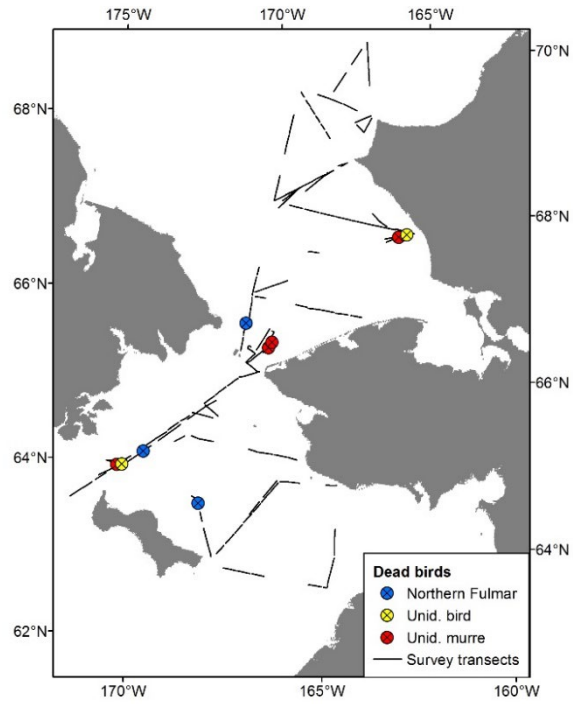 175°W 170°W 165°W
70°N
68°N
68°N
66°N
66°N
64°N
64°N
62°N
Dead birds
Northern Fulmar
Unid. bird
Unid. murre
Survey transects
170°W 165°W 160°W